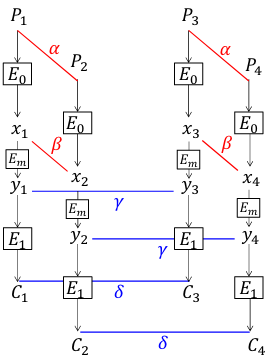 P₁ P₃
α α
P₂ P₄
E₀ E₀
E₀ E₀
x₁ x₃
β β
Eₘ Eₘ
x₂ x₄
y₁ y₃
γ
Eₘ Eₘ
E₁ y₂ E₁ y₄
γ
C₁ E₁ δ C₃ E₁
δ
C₂ C₄